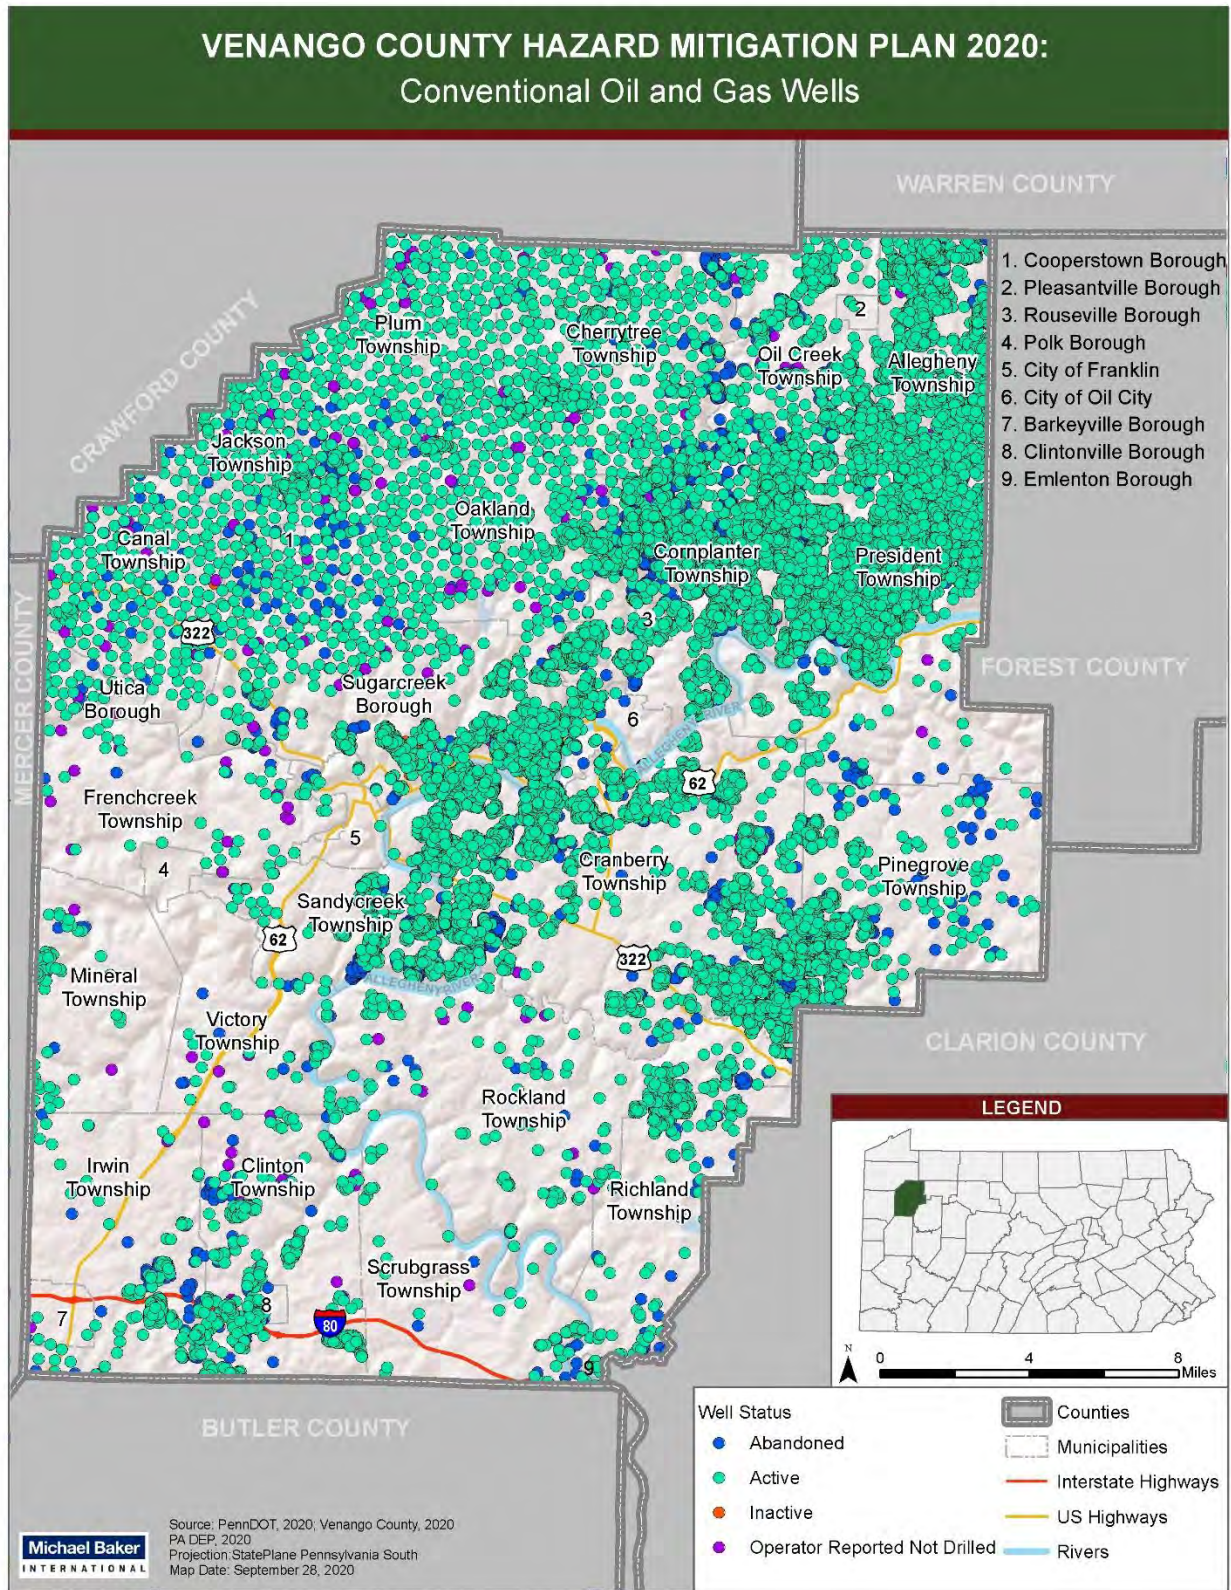 VENANGO COUNTY HAZARD MITIGATION PLAN 2020:
Conventional Oil and Gas Wells
WARREN COUNTY
CRAWFORD COUNTY
MERCER COUNTY
FOREST COUNTY
CLARION COUNTY
BUTLER COUNTY
1. Cooperstown Borough
2. Pleasantville Borough
3. Rouseville Borough
4. Polk Borough
5. City of Franklin
6. City of Oil City
7. Barkeyville Borough
8. Clintonville Borough
9. Emlenton Borough
Plum
Township
Cherrytree
Township
Oil Creek
Township
2
Allegheny
Township
Jackson
Township
Oakland
Township
Canal
Township
1
Cornplanter
Township
President
Township
3
322
Utica
Borough
Sugarcreek
Borough
6
ALLEGHENY RIVER
62
Frenchcreek
Township
5
4
Cranberry
Township
Pinegrove
Township
Sandycreek
Township
62
322
ALLEGHENY RIVER
Mineral
Township
Victory
Township
Rockland
Township
Irwin
Township
Clinton
Township
Richland
Township
Scrubgrass
Township
7
8
80
9
LEGEND
N
0 4 8
Miles
Well Status
Abandoned
Active
Inactive
Operator Reported Not Drilled
Counties
Municipalities
Interstate Highways
US Highways
Rivers
Michael Baker
INTERNATIONAL
Source: PennDOT, 2020; Venango County, 2020
PA DEP, 2020
Projection:StatePlane Pennsylvania South
Map Date: September 28, 2020